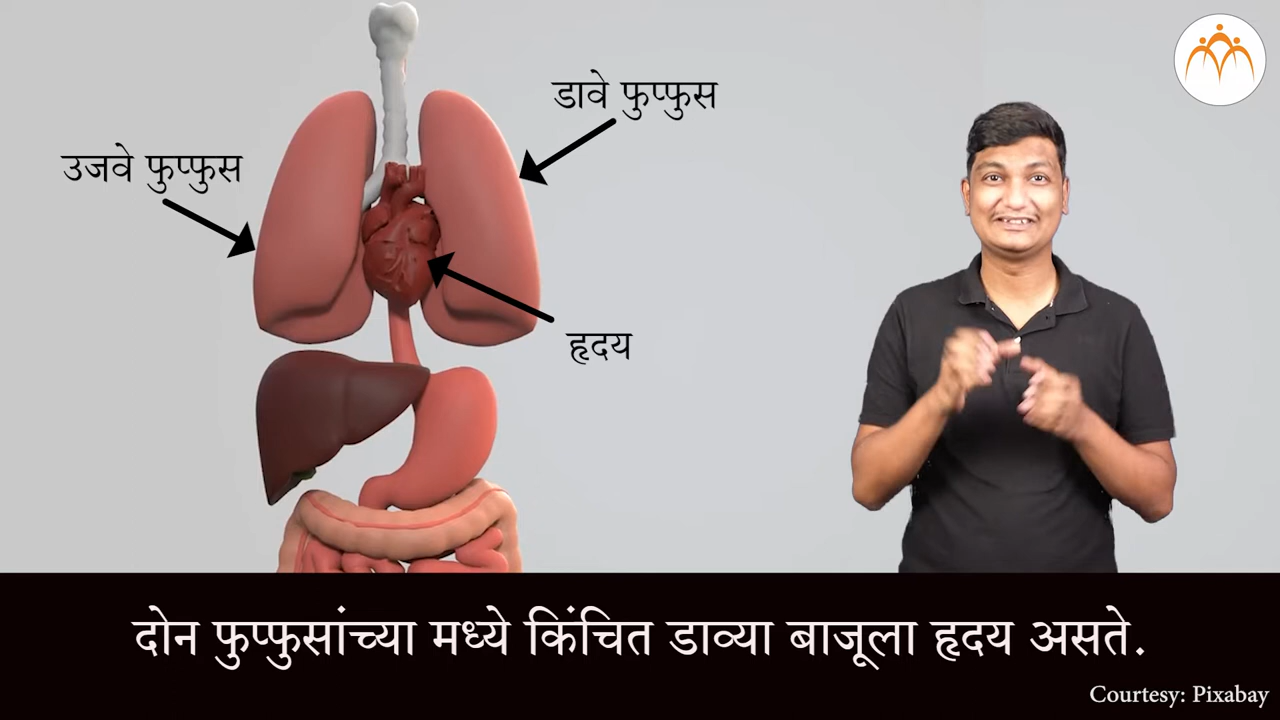 डावे फुप्फुस
उजवे फुप्फुस
हृदय
दोन फुप्फुसांच्या मध्ये किंचित डाव्या बाजूला हृदय असते.
Courtesy: Pixabay